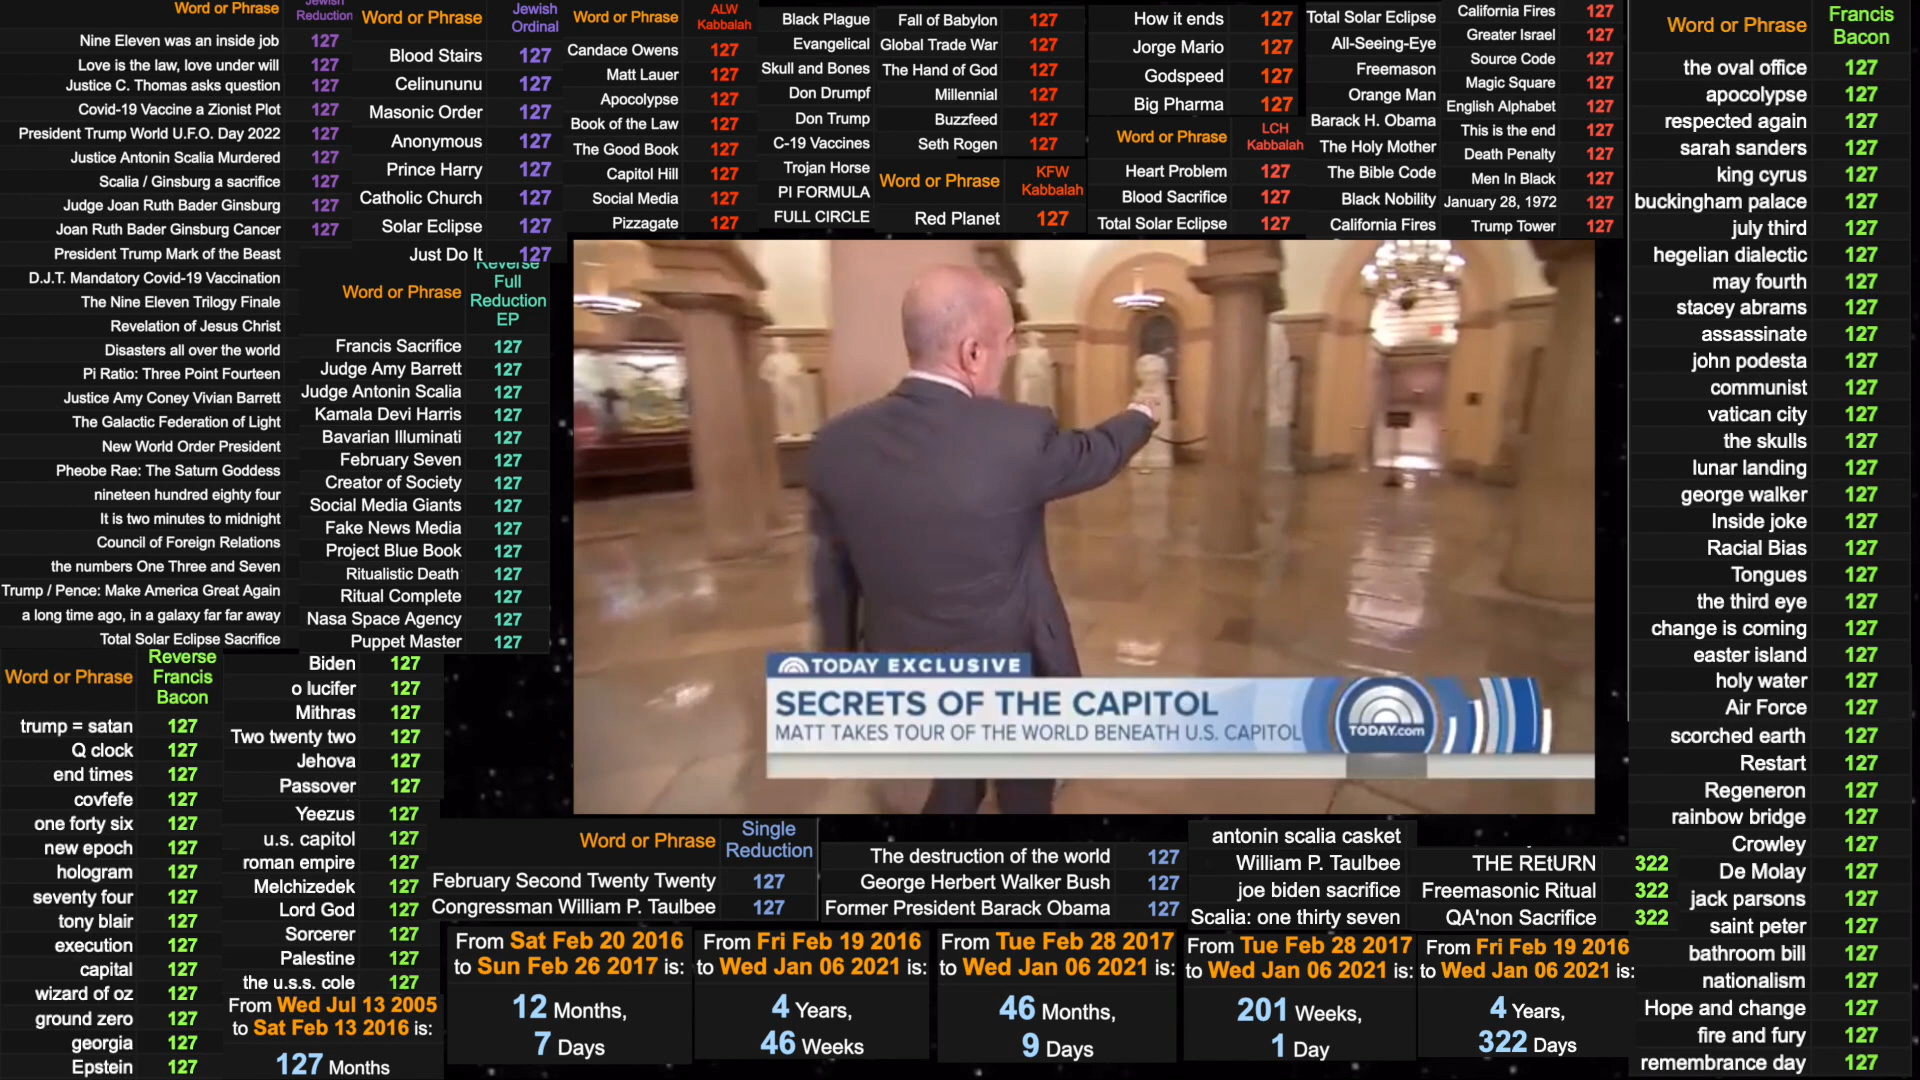 Word or Phrase Jewish Reduction
Nine Eleven was an inside job 127
Love is the law, love under will 127
Justice C. Thomas asks question 127
Covid-19 Vaccine a Zionist Plot 127
President Trump World U.F.O. Day 2022 127
Justice Antonin Scalia Murdered 127
Scalia / Ginsburg a sacrifice 127
Judge Joan Ruth Bader Ginsburg 127
Joan Ruth Bader Ginsburg Cancer 127
President Trump Mark of the Beast
D.J.T. Mandatory Covid-19 Vaccination
The Nine Eleven Trilogy Finale
Revelation of Jesus Christ
Disasters all over the world
Pi Ratio: Three Point Fourteen
Justice Amy Coney Vivian Barrett
The Galactic Federation of Light
New World Order President
Pheobe Rae: The Saturn Goddess
nineteen hundred eighty four
It is two minutes to midnight
Council of Foreign Relations
the numbers One Three and Seven
Trump / Pence: Make America Great Again
a long time ago, in a galaxy far far away
Total Solar Eclipse Sacrifice
Word or Phrase Jewish Ordinal
Blood Stairs 127
Celinununu 127
Masonic Order 127
Anonymous 127
Prince Harry 127
Catholic Church 127
Solar Eclipse 127
Just Do It 127
Word or Phrase Reverse Full Reduction EP
Francis Sacrifice 127
Judge Amy Barrett 127
Judge Antonin Scalia 127
Kamala Devi Harris 127
Bavarian Illuminati 127
February Seven 127
Creator of Society 127
Social Media Giants 127
Fake News Media 127
Project Blue Book 127
Ritualistic Death 127
Ritual Complete 127
Nasa Space Agency 127
Puppet Master 127
Word or Phrase ALW Kabbalah
Candace Owens 127
Matt Lauer 127
Apocolypse 127
Book of the Law 127
The Good Book 127
Capitol Hill 127
Social Media 127
Pizzagate 127
Black Plague
Evangelical
Skull and Bones
Don Drumpf
Don Trump
C-19 Vaccines
Trojan Horse
PI FORMULA
FULL CIRCLE
Fall of Babylon 127
Global Trade War 127
The Hand of God 127
Millennial 127
Buzzfeed 127
Seth Rogen 127
Word or Phrase KFW Kabbalah
Red Planet 127
How it ends 127
Jorge Mario 127
Godspeed 127
Big Pharma 127
Word or Phrase LCH Kabbalah
Heart Problem 127
Blood Sacrifice 127
Total Solar Eclipse 127
Total Solar Eclipse
All-Seeing-Eye
Freemason
Orange Man
Barack H. Obama
The Holy Mother
The Bible Code
Black Nobility
California Fires
California Fires 127
Greater Israel 127
Source Code 127
Magic Square 127
English Alphabet 127
This is the end 127
Death Penalty 127
Men In Black 127
January 28, 1972 127
Trump Tower 127
Word or Phrase Francis Bacon
the oval office 127
apocolypse 127
respected again 127
sarah sanders 127
king cyrus 127
buckingham palace 127
july third 127
hegelian dialectic 127
may fourth 127
stacey abrams 127
assassinate 127
john podesta 127
communist 127
vatican city 127
the skulls 127
lunar landing 127
george walker 127
Inside joke 127
Racial Bias 127
Tongues 127
the third eye 127
change is coming 127
easter island 127
holy water 127
Air Force 127
scorched earth 127
Restart 127
Regeneron 127
rainbow bridge 127
Crowley 127
De Molay 127
jack parsons 127
saint peter 127
bathroom bill 127
nationalism 127
Hope and change 127
fire and fury 127
remembrance day 127
TODAY EXCLUSIVE
SECRETS OF THE CAPITOL
MATT TAKES TOUR OF THE WORLD BENEATH U.S. CAPITOL
TODAY.com
Word or Phrase Reverse Francis Bacon
trump = satan 127
Q clock 127
end times 127
covfefe 127
one forty six 127
new epoch 127
hologram 127
seventy four 127
tony blair 127
execution 127
capital 127
wizard of oz 127
ground zero 127
georgia 127
Epstein 127
Biden 127
o lucifer 127
Mithras 127
Two twenty two 127
Jehova 127
Passover 127
Yeezus 127
u.s. capitol 127
roman empire 127
Melchizedek 127
Lord God 127
Sorcerer 127
Palestine 127
the u.s.s. cole 127
From Wed Jul 13 2005
to Sat Feb 13 2016 is:
127 Months
Word or Phrase Single Reduction
February Second Twenty Twenty 127
Congressman William P. Taulbee 127
The destruction of the world 127
George Herbert Walker Bush 127
Former President Barack Obama 127
antonin scalia casket
William P. Taulbee
joe biden sacrifice
Scalia: one thirty seven
THE REtURN 322
Freemasonic Ritual 322
QA'non Sacrifice 322
From Sat Feb 20 2016
to Sun Feb 26 2017 is:
12 Months,
7 Days
From Fri Feb 19 2016
to Wed Jan 06 2021 is:
4 Years,
46 Weeks
From Tue Feb 28 2017
to Wed Jan 06 2021 is:
46 Months,
9 Days
From Tue Feb 28 2017
to Wed Jan 06 2021 is:
201 Weeks,
1 Day
From Fri Feb 19 2016
to Wed Jan 06 2021 is:
4 Years,
322 Days